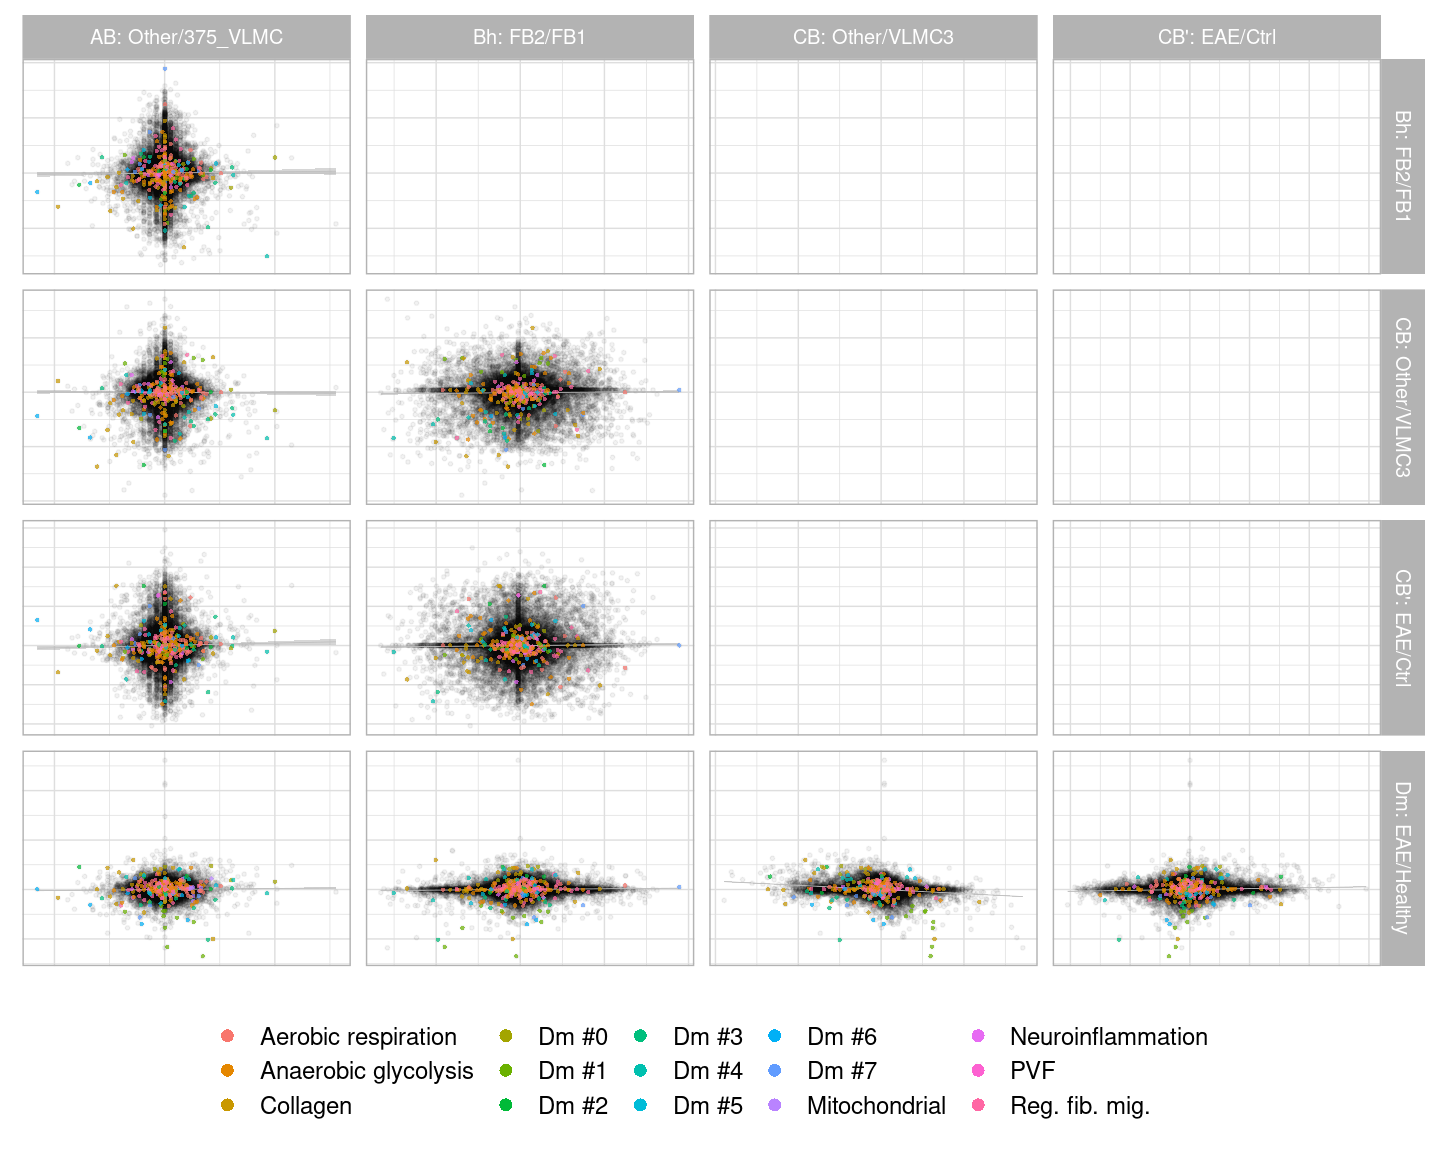 AB: Other/375_VLMC
Bh: FB2/FB1
CB: Other/VLMC3
CB': EAE/Ctrl
Bh: FB2/FB1
CB: Other/VLMC3
CB': EAE/Ctrl
Dm: EAE/Healthy
Aerobic respiration Dm #0 Dm #3 Dm #6 Neuroinflammation
Anaerobic glycolysis Dm #1 Dm #4 Dm #7 PVF
Collagen Dm #2 Dm #5 Mitochondrial Reg. fib. mig.